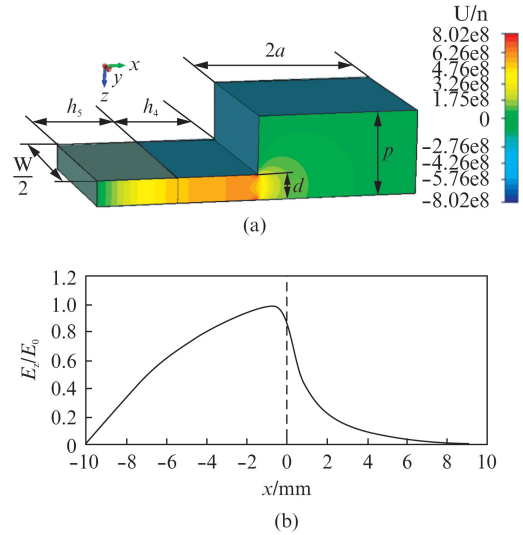 U/n
8.02e8
6.26e8
4.76e8
3.26e8
1.75e8
0
-2.76e8
-4.26e8
-5.76e8
-8.02e8
x
y
z
2a
h₅
h₄
W/2
d
p
(a)
1.2
1.0
0.8
0.6
0.4
0.2
0
E_z/E_0
-10 -8 -6 -4 -2 0 2 4 6 8 10
x/mm
(b)